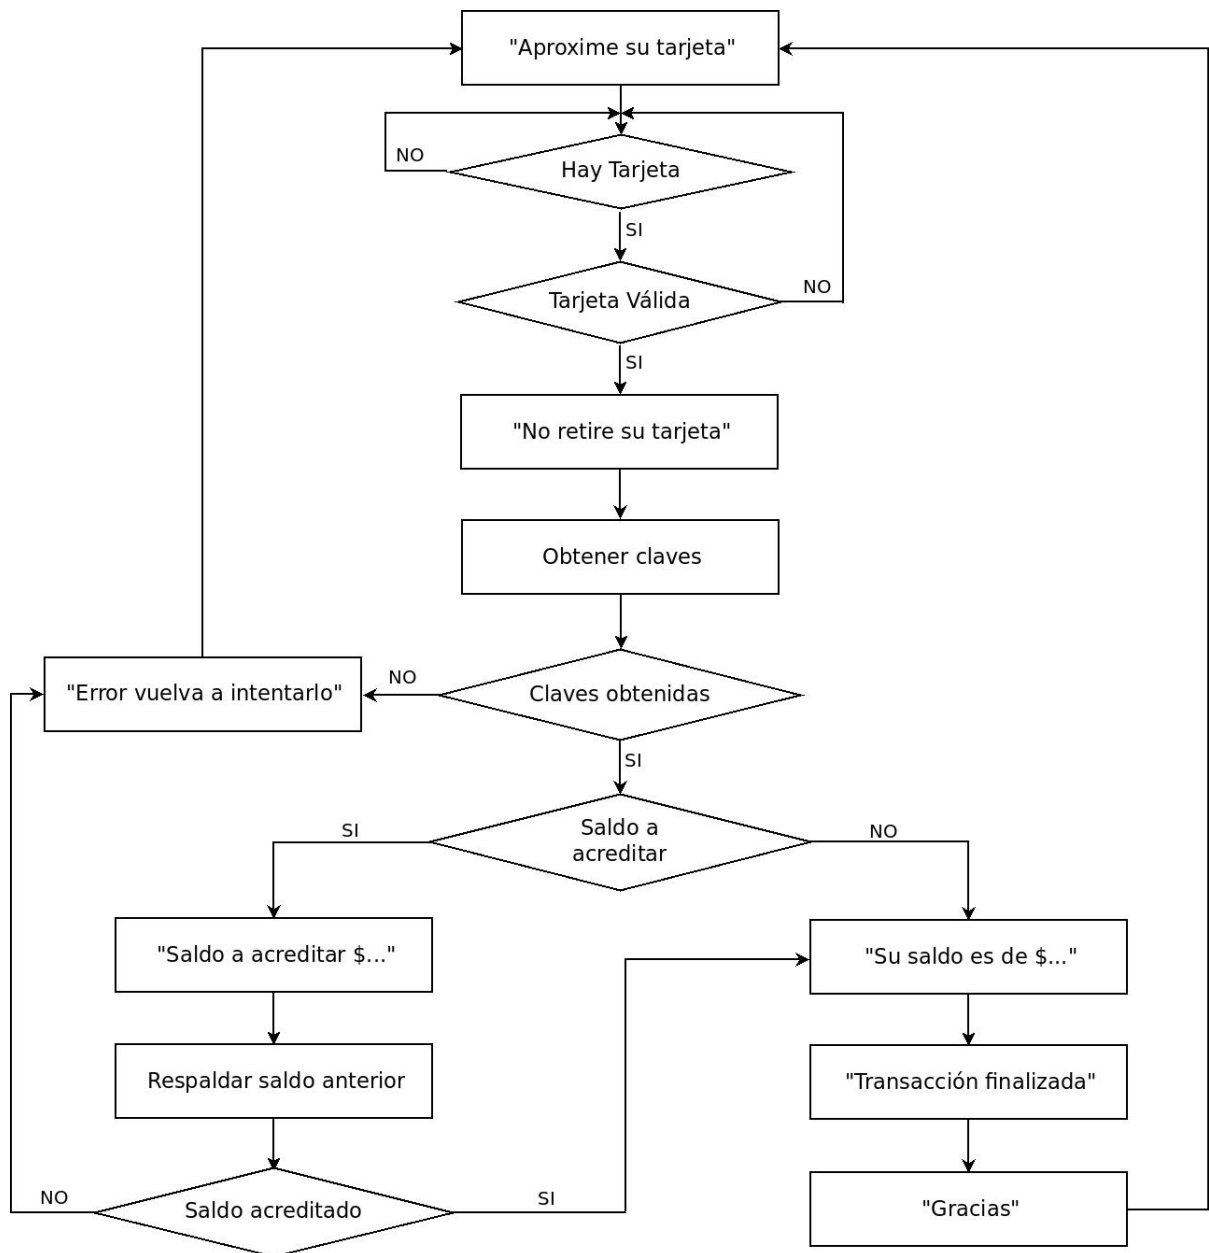 "Aproxime su tarjeta"
NO
Hay Tarjeta
SI
Tarjeta Válida
NO
SI
"No retire su tarjeta"
Obtener claves
"Error vuelva a intentarlo"
NO
Claves obtenidas
SI
SI
Saldo a
acreditar
NO
"Saldo a acreditar $..."
"Su saldo es de $..."
Respaldar saldo anterior
"Transacción finalizada"
NO
Saldo acreditado
SI
"Gracias"